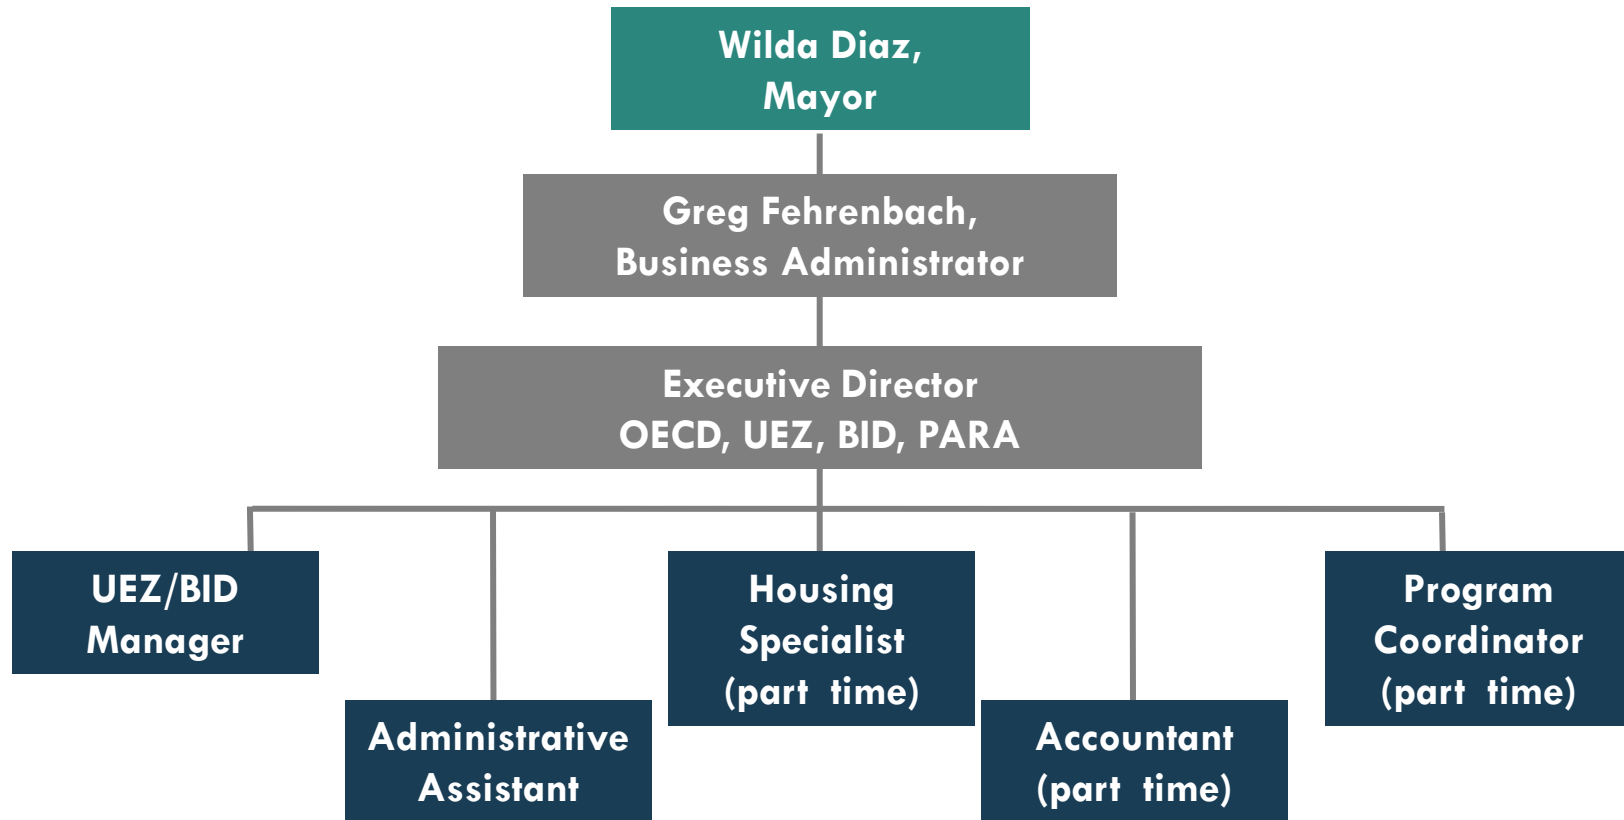 Wilda Diaz,
Mayor
Greg Fehrenbach,
Business Administrator
Executive Director
OECD, UEZ, BID, PARA
UEZ/BID
Manager
Administrative
Assistant
Housing
Specialist
(part time)
Accountant
(part time)
Program
Coordinator
(part time)